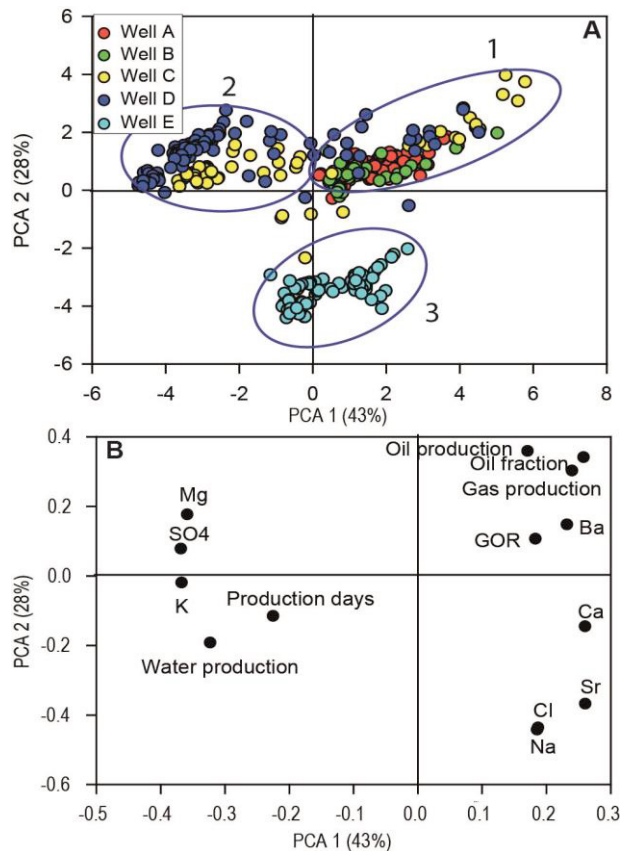 A
Well A
Well B
Well C
Well D
Well E
1
2
3
6
4
2
0
-2
-4
-6
PCA 2 (28%)
-6 -4 -2 0 2 4 6 8
PCA 1 (43%)
B
Oil production
Oil fraction
Gas production
Mg
SO4
GOR
Ba
K
Production days
Ca
Water production
Sr
Cl
Na
0.4
0.2
0.0
-0.2
-0.4
-0.6
PCA 2 (28%)
-0.5 -0.4 -0.3 -0.2 -0.1 0.0 0.1 0.2 0.3
PCA 1 (43%)